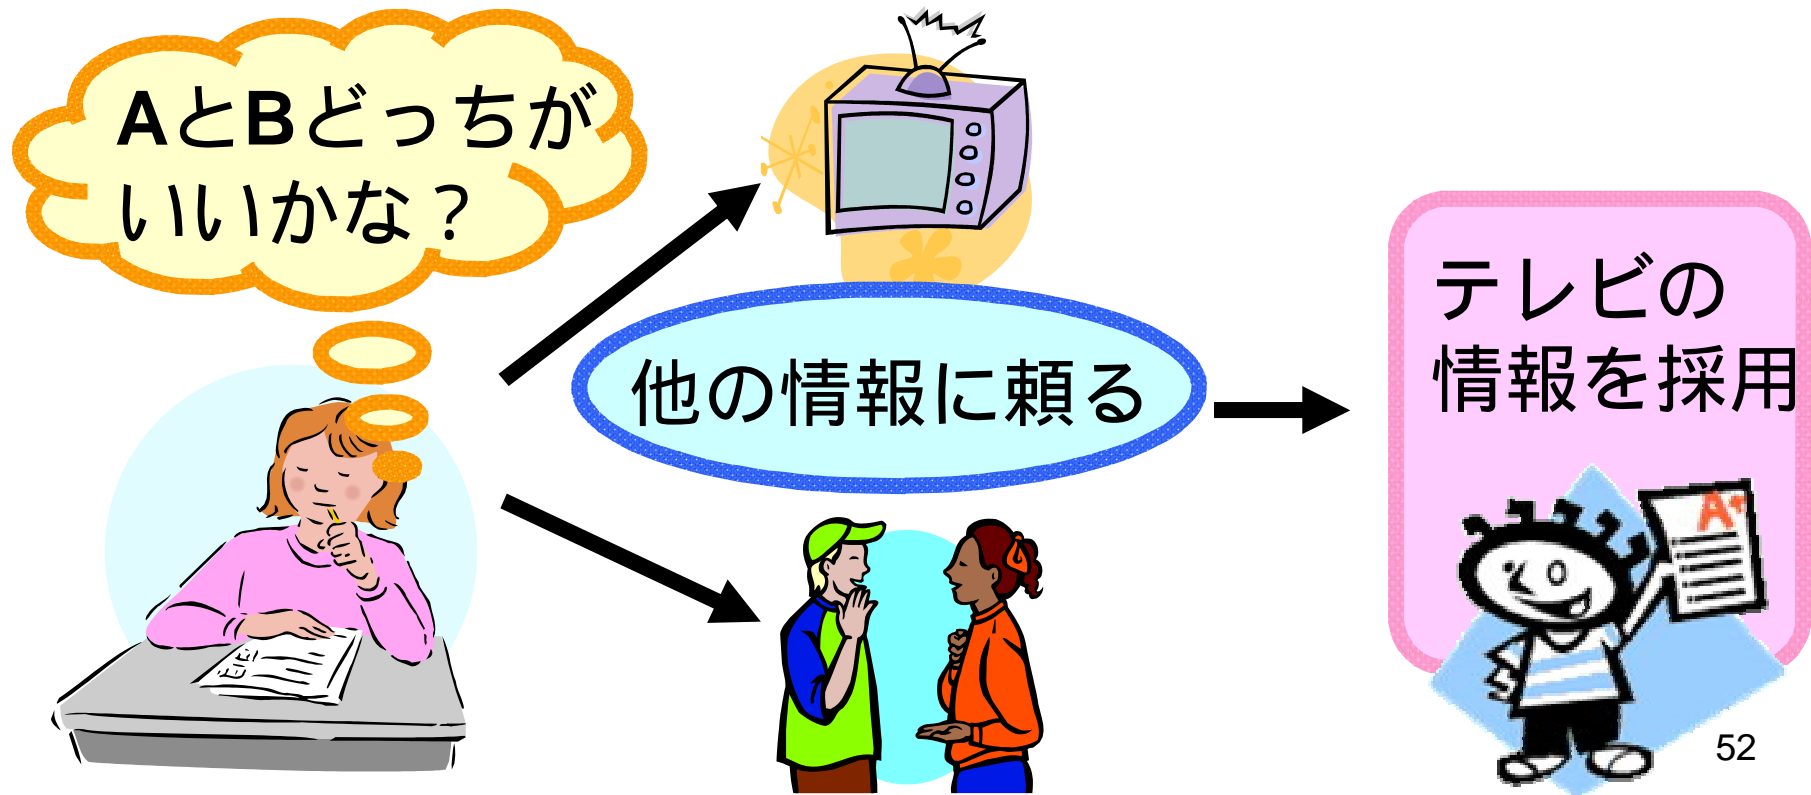 AとBどっちが
いいかな？
他の情報に頼る
テレビの
情報を採用
A+
52